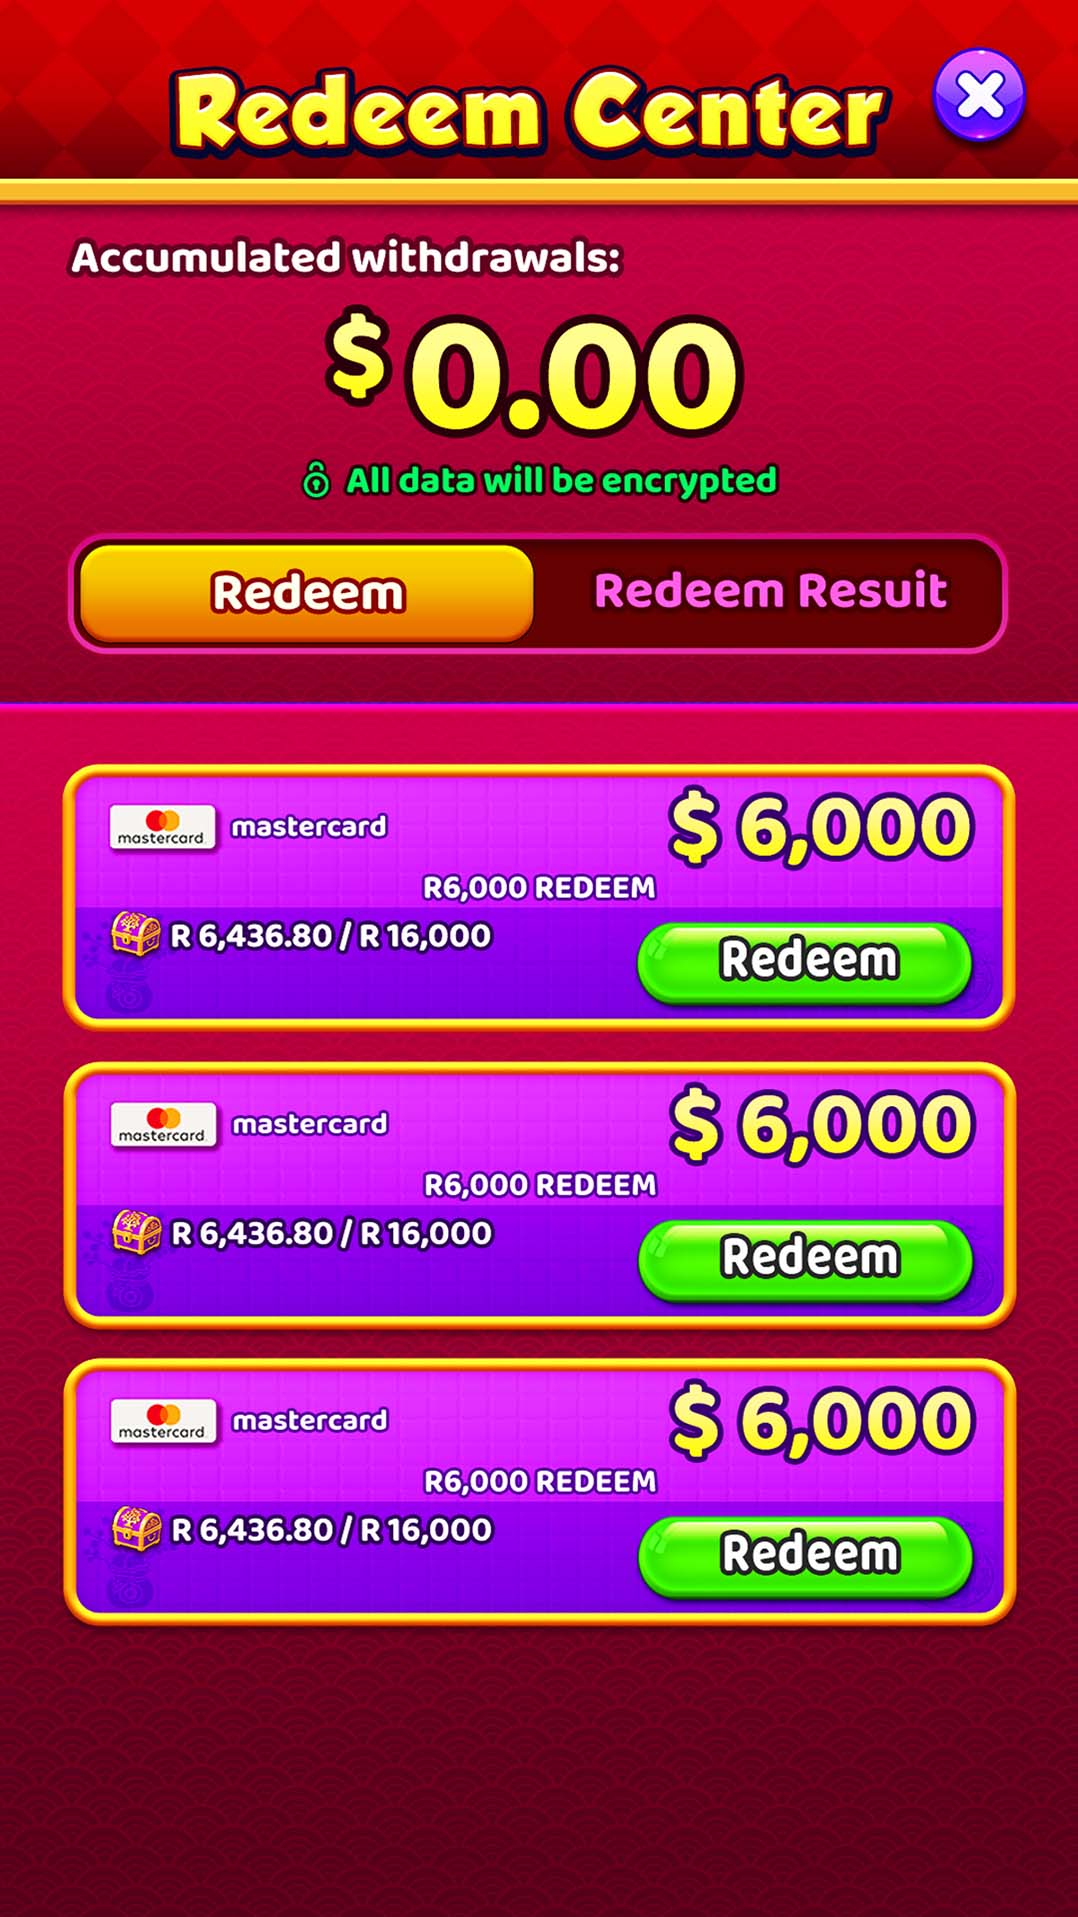 Redeem Center
Accumulated withdrawals:
$0.00
All data will be encrypted
Redeem
Redeem Resuit
mastercard. mastercard $ 6,000
R6,000 REDEEM
R 6,436.80 / R 16,000
Redeem
mastercard. mastercard $ 6,000
R6,000 REDEEM
R 6,436.80 / R 16,000
Redeem
mastercard. mastercard $ 6,000
R6,000 REDEEM
R 6,436.80 / R 16,000
Redeem